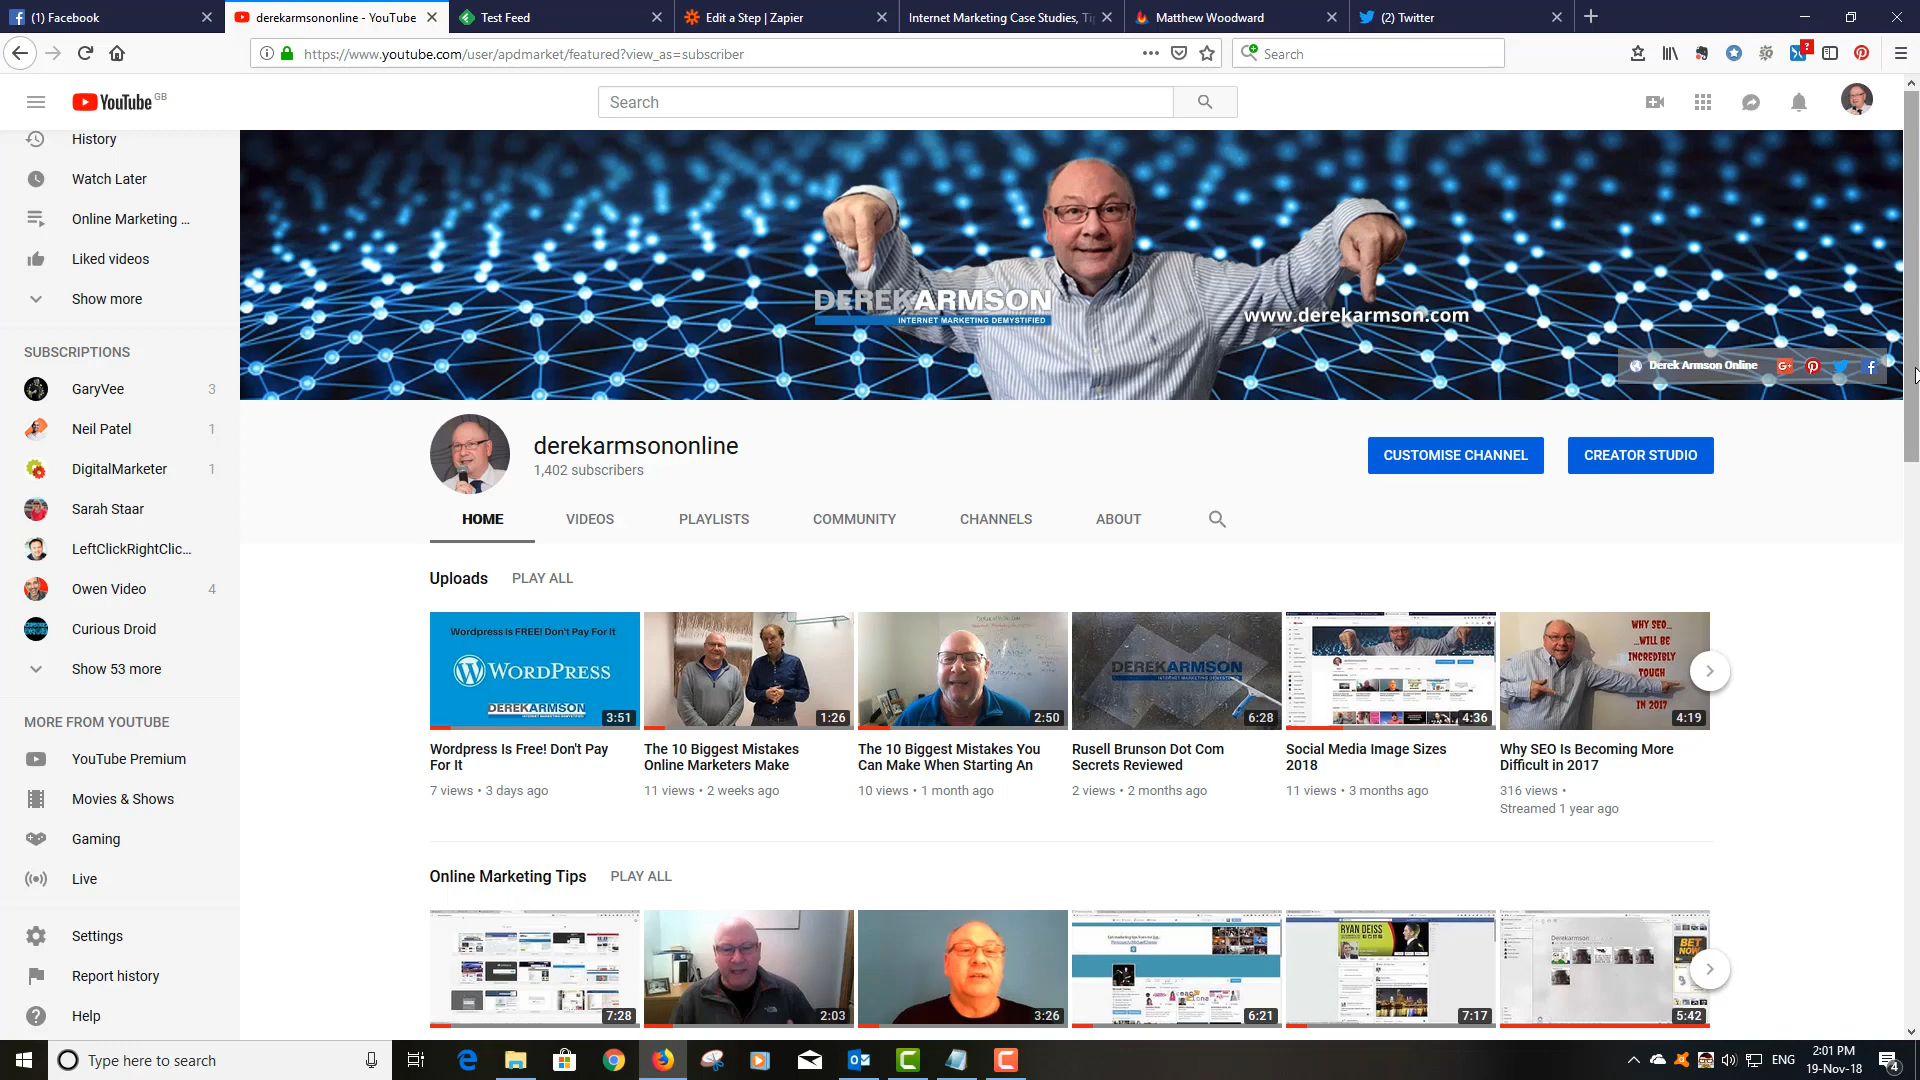 (1) Facebook
derekarmsononline - YouTube
Test Feed
Edit a Step | Zapier
Internet Marketing Case Studies, Ti
Matthew Woodward
(2) Twitter
https://www.youtube.com/user/apdmarket/featured?view_as=subscriber
Search
YouTube GB
Search
History
Watch Later
Online Marketing ...
Liked videos
Show more
SUBSCRIPTIONS
GaryVee 3
Neil Patel 1
DigitalMarketer 1
Sarah Staar
LeftClickRightClic...
Owen Video 4
Curious Droid
Show 53 more
MORE FROM YOUTUBE
YouTube Premium
Movies & Shows
Gaming
Live
Settings
Report history
Help
DEREKARMSON
INTERNET MARKETING DEMYSTIFIED
www.derekarmson.com
Derek Armson Online
derekarmsononline
1,402 subscribers
CUSTOMISE CHANNEL
CREATOR STUDIO
HOME
VIDEOS
PLAYLISTS
COMMUNITY
CHANNELS
ABOUT
Uploads
PLAY ALL
Wordpress Is FREE! Don't Pay For It
WORDPRESS
DEREKARMSON
3:51
Wordpress Is Free! Don't Pay
For It
7 views • 3 days ago
1:26
The 10 Biggest Mistakes
Online Marketers Make
11 views • 2 weeks ago
2:50
The 10 Biggest Mistakes You
Can Make When Starting An
10 views • 1 month ago
DEREKARMSON
6:28
Rusell Brunson Dot Com
Secrets Reviewed
2 views • 2 months ago
4:36
Social Media Image Sizes
2018
11 views • 3 months ago
WHY SEO...
...WILL BE
INCREDIBLY
TOUGH
IN 2017
4:19
Why SEO Is Becoming More
Difficult in 2017
316 views •
Streamed 1 year ago
Online Marketing Tips
PLAY ALL
7:28
2:03
3:26
6:21
RYAN DEISS
7:17
BET
NOW
5:42
Type here to search
ENG
2:01 PM
19-Nov-18
4